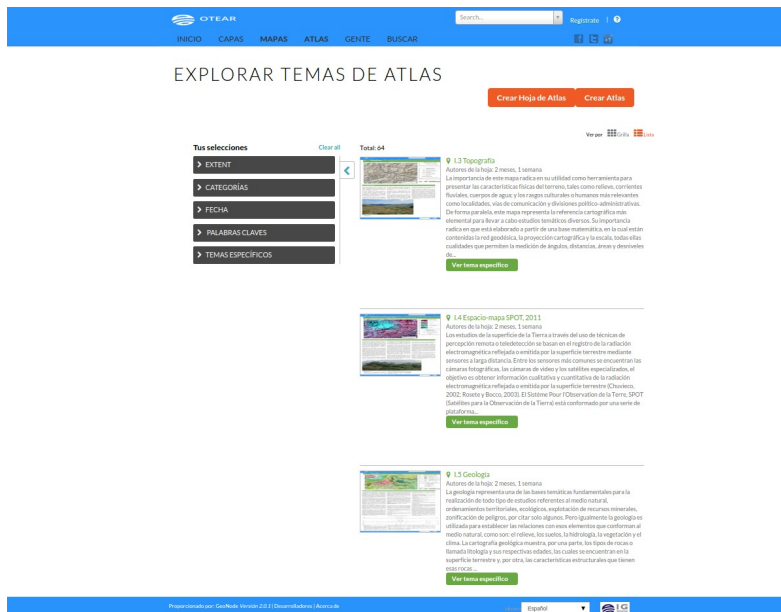 OTEAR
Search...
Registrate | ?
INICIO CAPAS MAPAS ATLAS GENTE BUSCAR
EXPLORAR TEMAS DE ATLAS
Crear Hoja de Atlas Crear Atlas
Ver por Grilla Lista
Tus selecciones Clear all
EXTENT
CATEGORÍAS
FECHA
PALABRAS CLAVES
TEMAS ESPECÍFICOS
Total: 64
I.3 Topografía
Autores de la hoja: 2 meses, 1 semana
La importancia de este mapa radica en su utilidad como herramienta para
presentar las características físicas del terreno, tales como relieve, corrientes
fluviales, cuerpos de agua; y los rasgos culturales o humanos más relevantes
como localidades, vías de comunicación y divisiones político-administrativas.
De forma paralela, este mapa representa la referencia cartográfica más
elemental para llevar a cabo estudios temáticos diversos. Su importancia
radica en que está elaborado a partir de una base matemática, en la cual están
contenidas la red geodésica, la proyección cartográfica y la escala, todas ellas
cualidades que permiten la medición de ángulos, distancias, áreas y desniveles
de...
Ver tema específico
I.4 Espacio-mapa SPOT, 2011
Autores de la hoja: 2 meses, 1 semana
Los estudios de la superficie de la Tierra a través del uso de técnicas de
percepción remota o teledetección se basan en el registro de la radiación
electromagnética reflejada o emitida por la superficie terrestre mediante
sensores a larga distancia. Entre los sensores más comunes se encuentran las
cámaras fotográficas, las cámaras de video y los satélites especializados, el
objetivo es obtener información cualitativa y cuantitativa de la radiación
electromagnética reflejada o emitida por la superficie terrestre (Chuvieco,
2002; Rosete y Bocco, 2003). El Sistème Pour l'Observation de la Terre, SPOT
(Satélites para la Observación de la Tierra) está conformado por una serie de
plataforma...
Ver tema específico
I.5 Geología
Autores de la hoja: 2 meses, 1 semana
La geología representa una de las bases temáticas fundamentales para la
realización de todo tipo de estudios referentes al medio natural,
ordenamientos territoriales, ecológicos, explotación de recursos minerales,
zonificación de peligros, por citar solo algunos. Pero igualmente la geología es
utilizada para establecer las relaciones con esos elementos que conforman al
medio natural, como son: el relieve, los suelos, la hidrología, la vegetación y el
clima. La cartografía geológica muestra, por una parte, los tipos de rocas o
llamada litología y sus respectivas edades, las cuales se encuentran en la
superficie terrestre y, por otra, las características estructurales que tienen
esas rocas ...
Ver tema específico
Proporcionado por: GeoNode Versión 2.0.1 | Desarrolladores | Acerca de
Español
IG